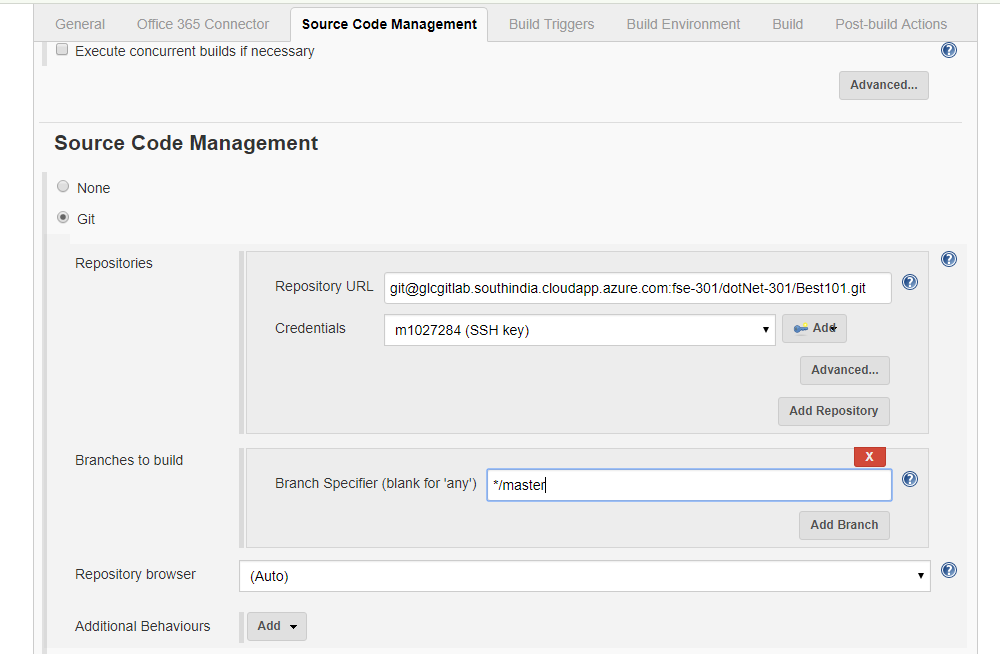 General Office 365 Connector Source Code Management Build Triggers Build Environment Build Post-build Actions
Execute concurrent builds if necessary
Advanced...
Source Code Management
None
Git
Repositories
Repository URL git@glcgitlab.southindia.cloudapp.azure.com:fse-301/dotNet-301/Best101.git
Credentials m1027284 (SSH key) Add
Advanced...
Add Repository
Branches to build
X
Branch Specifier (blank for 'any') */master
Add Branch
Repository browser (Auto)
Additional Behaviours Add